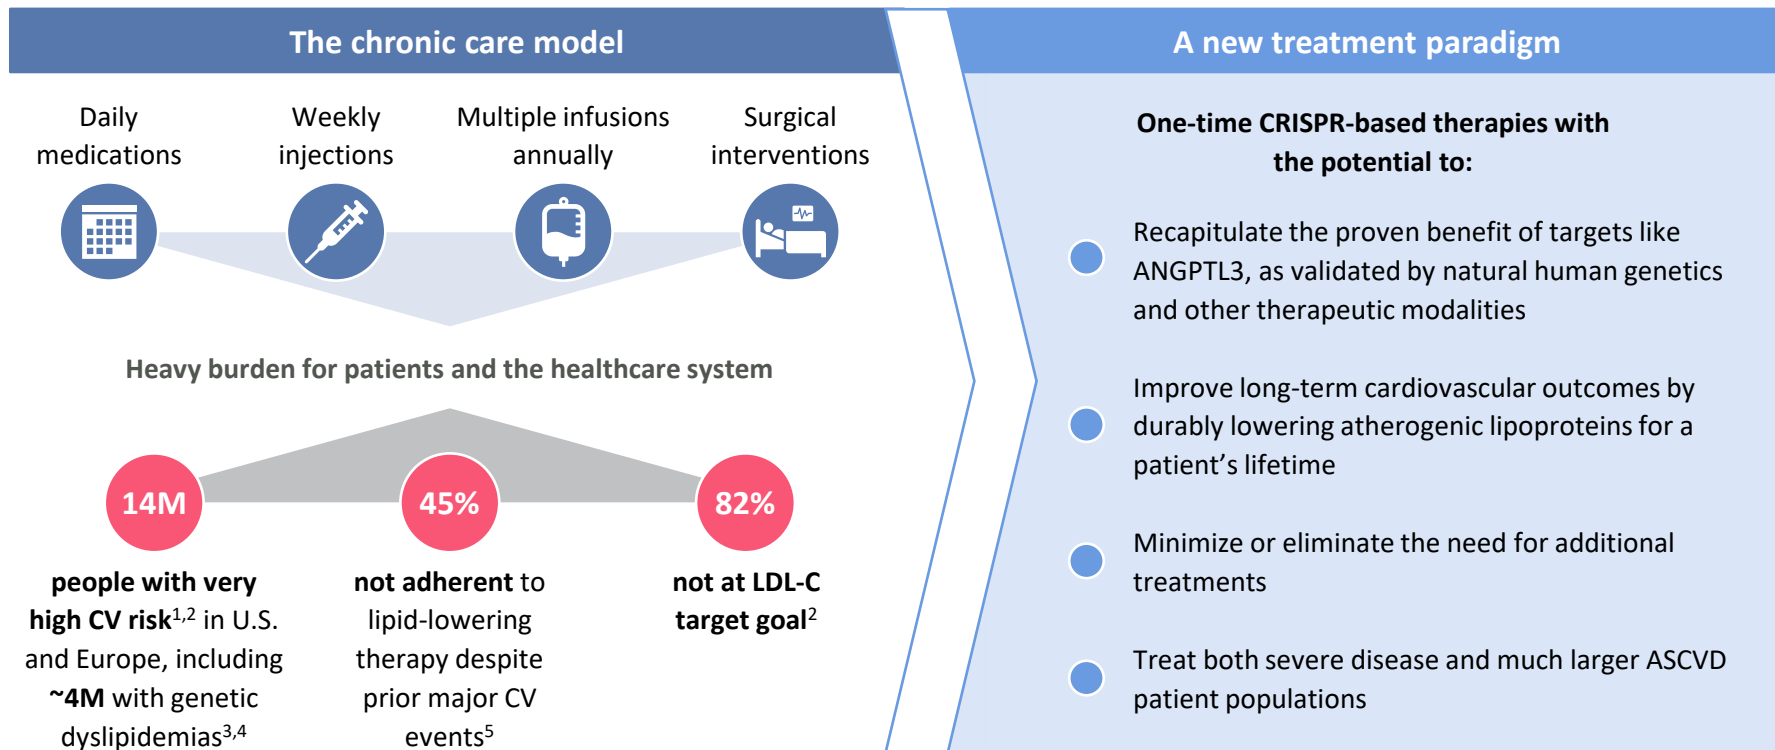 The chronic care model
Daily
medications
Weekly
injections
Multiple infusions
annually
Surgical
interventions
Heavy burden for patients and the healthcare system
14M
people with very
high CV risk1,2 in U.S.
and Europe, including
~4M with genetic
dyslipidemias3,4
45%
not adherent to
lipid-lowering
therapy despite
prior major CV
events5
82%
not at LDL-C
target goal2
A new treatment paradigm
One-time CRISPR-based therapies with
the potential to:
Recapitulate the proven benefit of targets like
ANGPTL3, as validated by natural human genetics
and other therapeutic modalities
Improve long-term cardiovascular outcomes by
durably lowering atherogenic lipoproteins for a
patient’s lifetime
Minimize or eliminate the need for additional
treatments
Treat both severe disease and much larger ASCVD
patient populations